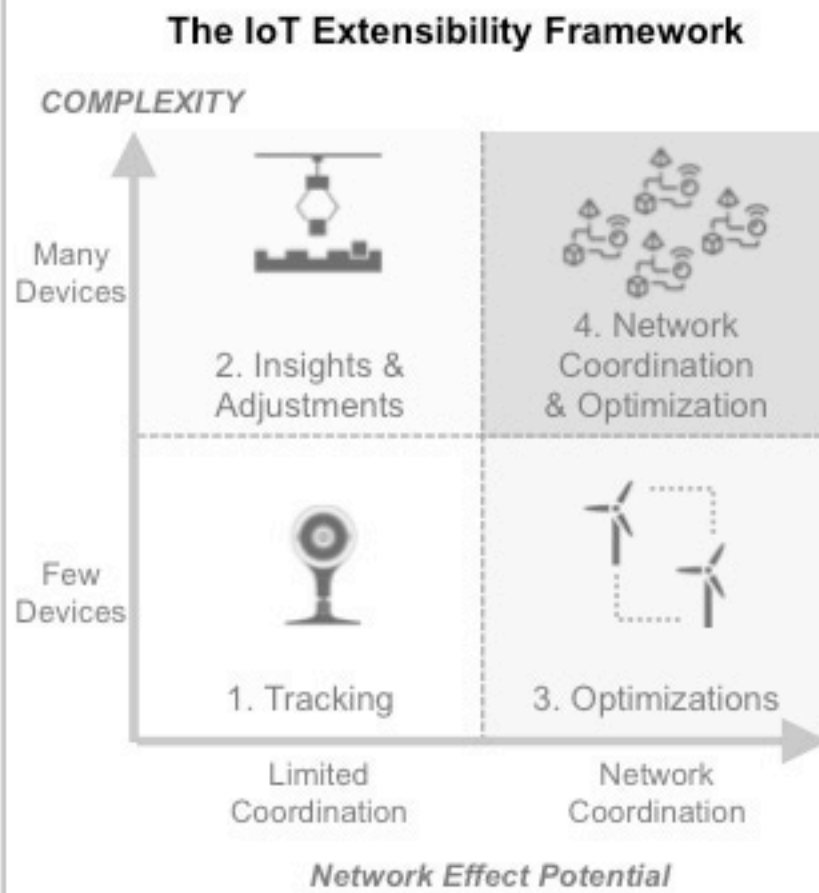 The IoT Extensibility Framework
COMPLEXITY
Many
Devices
2. Insights &
Adjustments
4. Network
Coordination
& Optimization
Few
Devices
1. Tracking
3. Optimizations
Limited
Coordination
Network
Coordination
Network Effect Potential